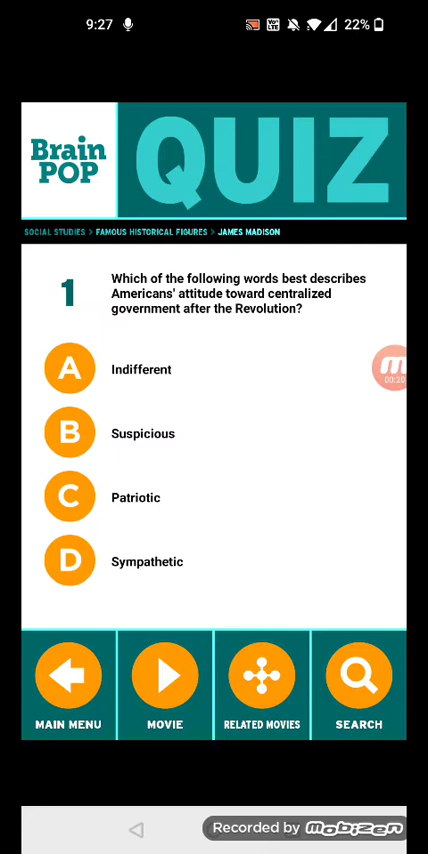 9:27
22%
Brain
POP
QUIZ
SOCIAL STUDIES > FAMOUS HISTORICAL FIGURES > JAMES MADISON
1
Which of the following words best describes
Americans' attitude toward centralized
government after the Revolution?
A
Indifferent
00:20
B
Suspicious
C
Patriotic
D
Sympathetic
MAIN MENU
MOVIE
RELATED MOVIES
SEARCH
Recorded by mobizen